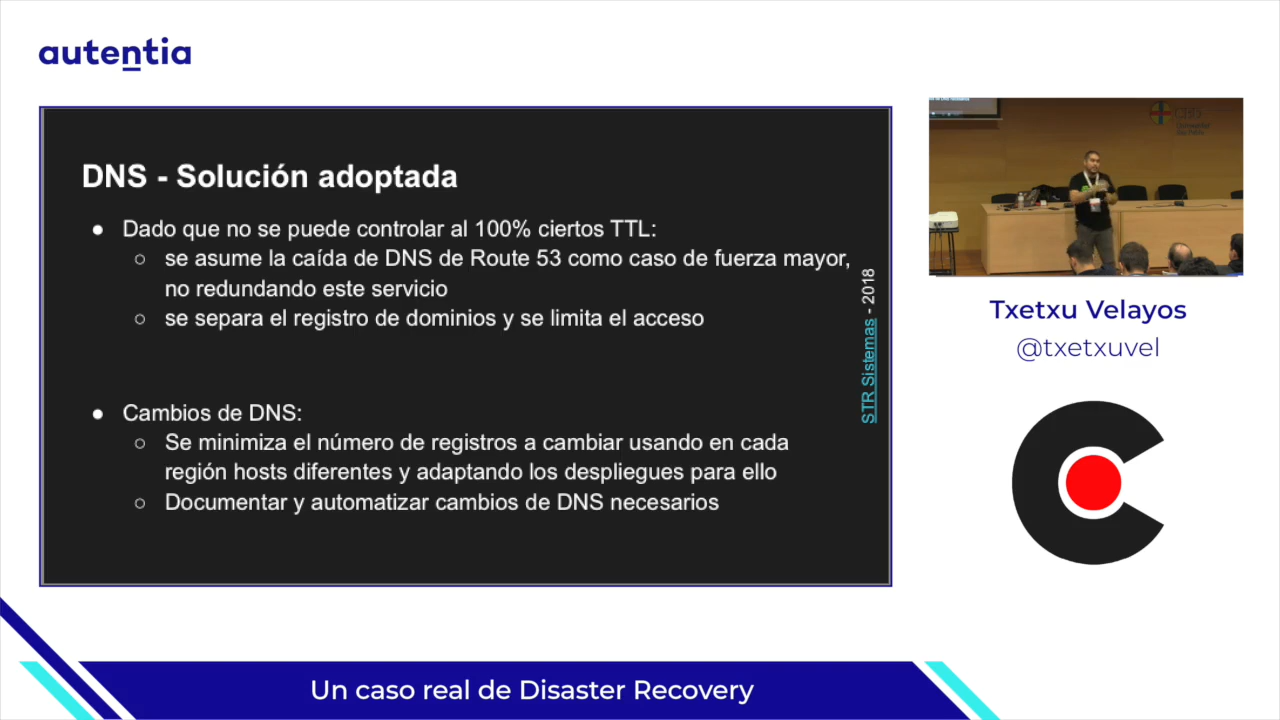 autentia
DNS - Solución adoptada
● Dado que no se puede controlar al 100% ciertos TTL:
○ se asume la caída de DNS de Route 53 como caso de fuerza mayor,
no redundando este servicio
○ se separa el registro de dominios y se limita el acceso
● Cambios de DNS:
○ Se minimiza el número de registros a cambiar usando en cada
región hosts diferentes y adaptando los despliegues para ello
○ Documentar y automatizar cambios de DNS necesarios
STR Sistemas - 2018
Txetxu Velayos
@txetxuvel
Un caso real de Disaster Recovery